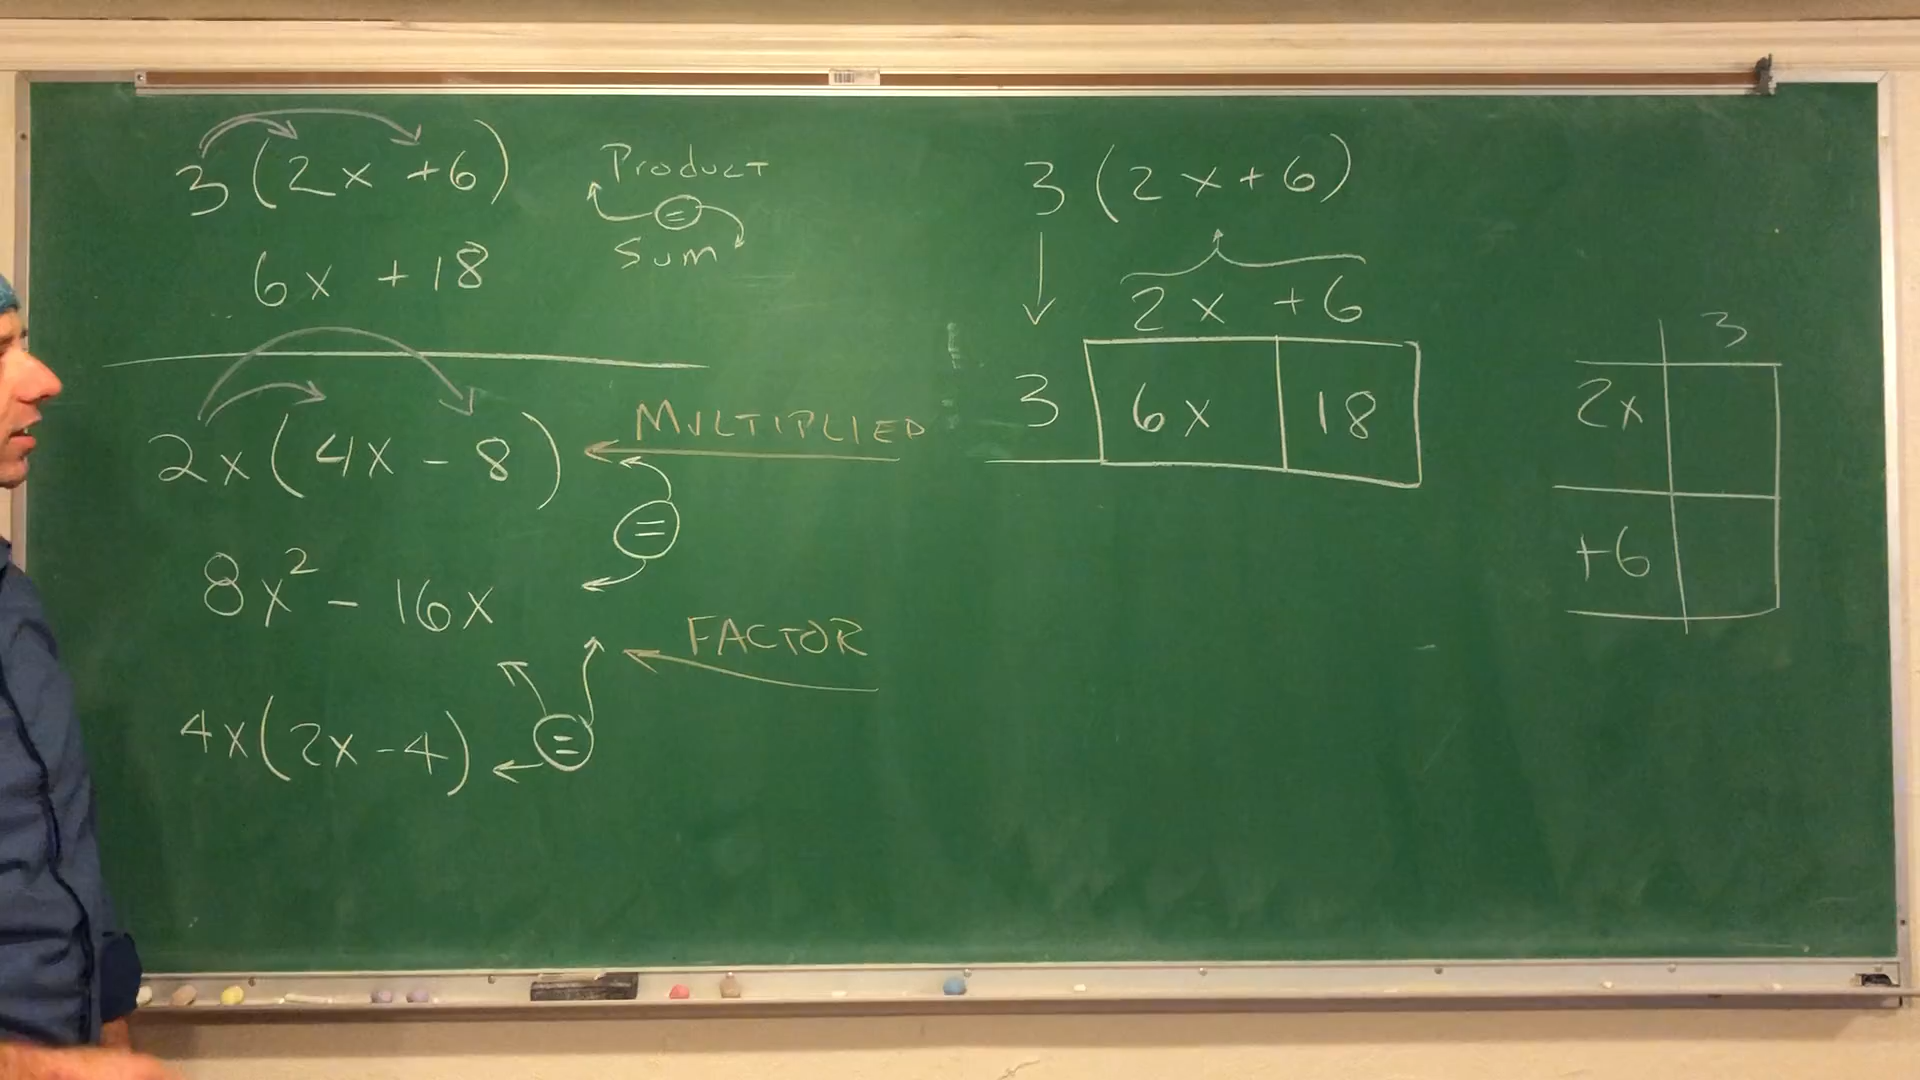 3(2x +6)
Product
=
Sum
6x +18
2x(4x - 8)
MULTIPLIED
=
8x² - 16x
FACTOR
4x(2x-4)
=
3(2x+6)
2x +6
3 6x 18
3
2x
+6